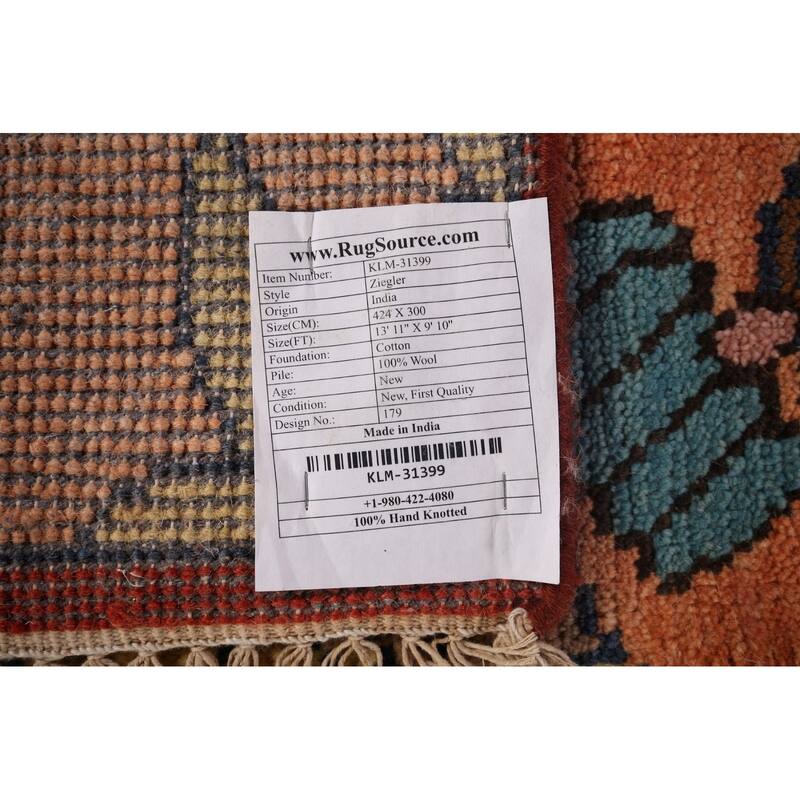 www.RugSource.com
Item Number: KLM-31399
Style Ziegler
Origin India
Size(CM): 424 X 300
Size(FT): 13' 11" X 9' 10"
Foundation: Cotton
Pile: 100% Wool
Age: New
Condition: New, First Quality
Design No.: 179
Made in India
KLM-31399
+1-980-422-4080
100% Hand Knotted